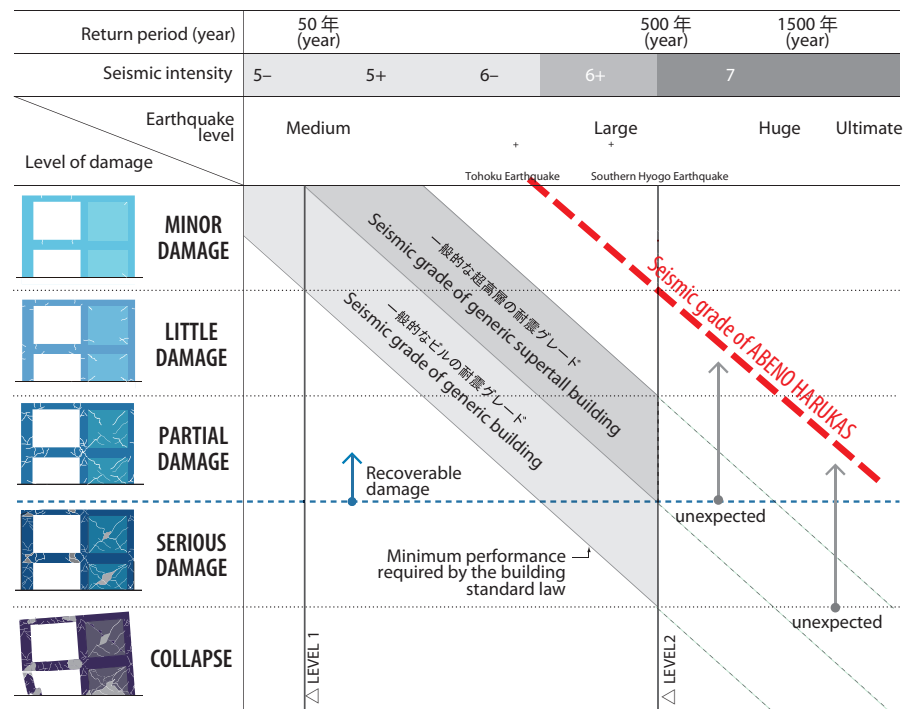 Return period (year)
50 年
(year)
500 年
(year)
1500 年
(year)
Seismic intensity
5–
5+
6–
6+
7
Earthquake
level
Level of damage
Medium
Large
Huge
Ultimate
+
+
Tohoku Earthquake
Southern Hyogo Earthquake
MINOR
DAMAGE
LITTLE
DAMAGE
PARTIAL
DAMAGE
SERIOUS
DAMAGE
COLLAPSE
一般的な超高層の耐震グレード
Seismic grade of generic supertall building
一般的なビルの耐震グレード
Seismic grade of generic building
Seismic grade of ABENO HARUKAS
Recoverable
damage
unexpected
Minimum performance
required by the building
standard law
unexpected
△ LEVEL 1
△ LEVEL2